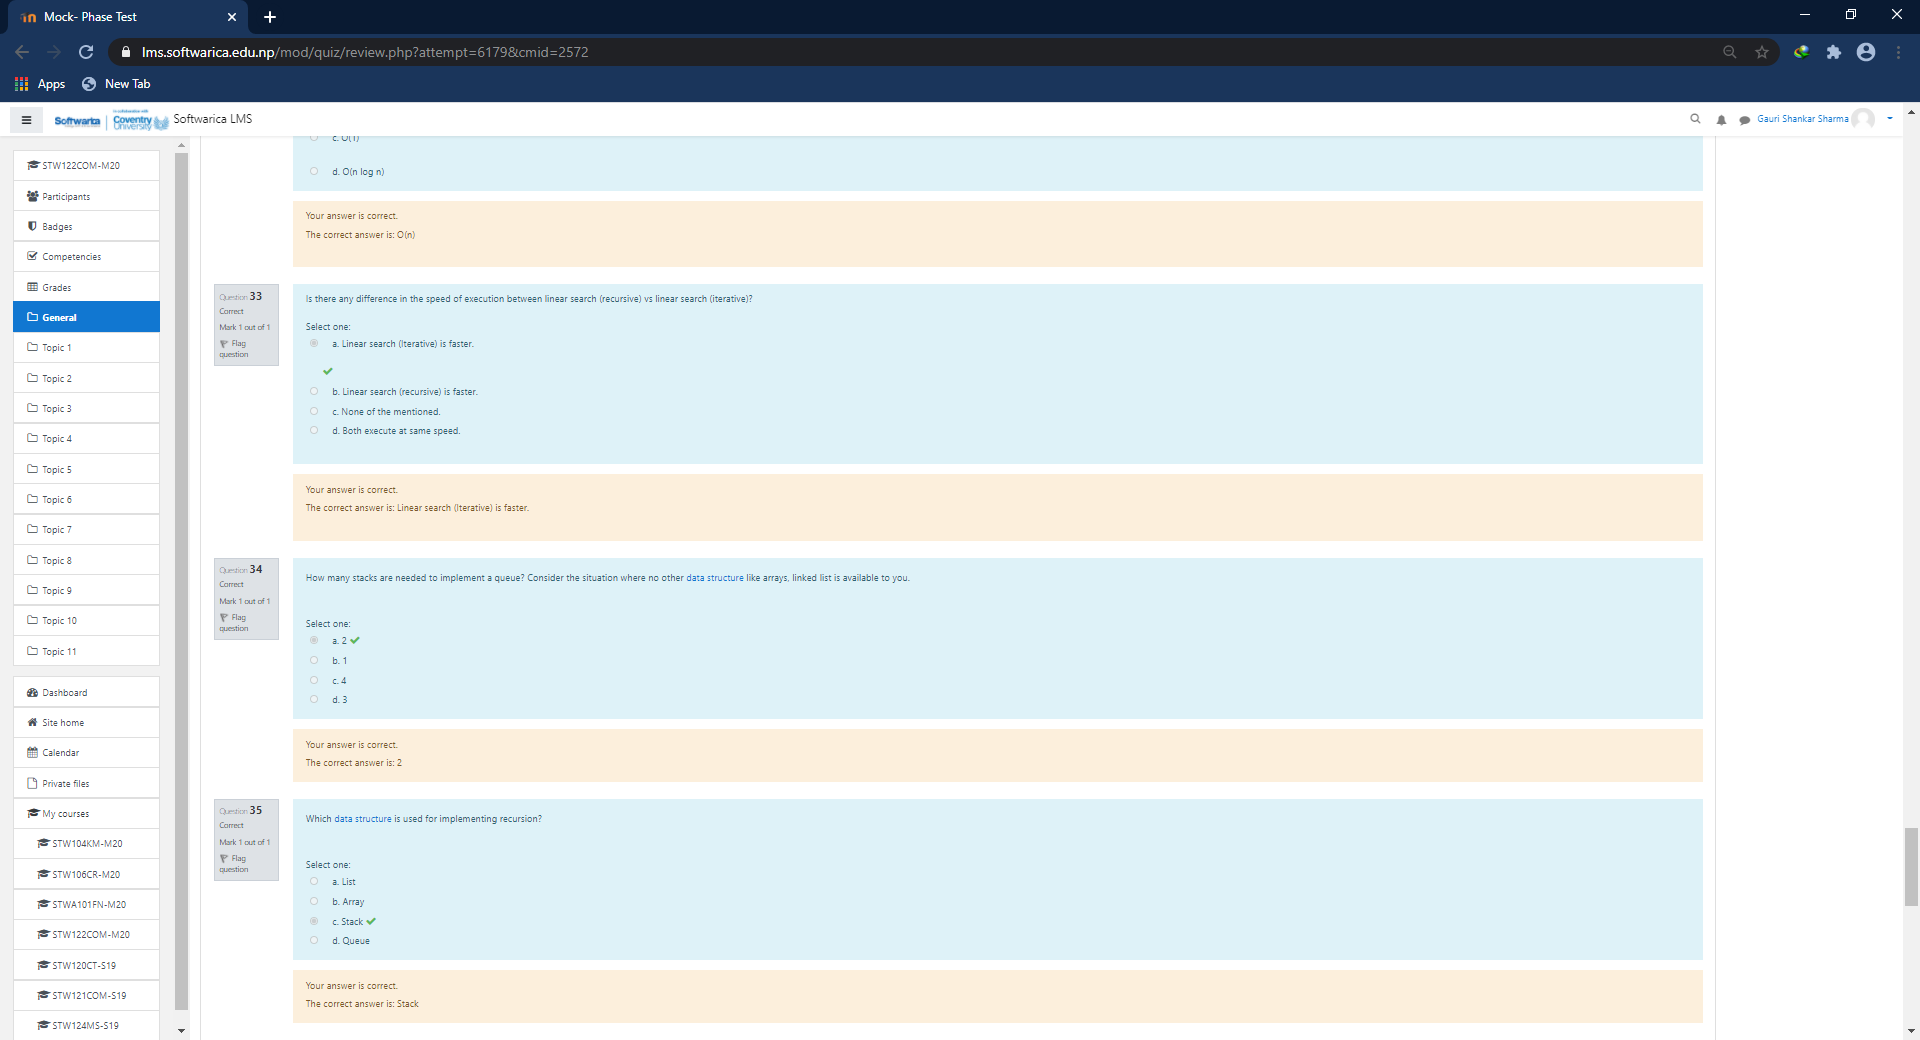 Mock- Phase Test
lms.softwarica.edu.np/mod/quiz/review.php?attempt=6179&cmid=2572
Apps
New Tab
Softwarica
In collaboration with
Coventry
University
Softwarica LMS
Gauri Shankar Sharma
STW122COM-M20
Participants
Badges
Competencies
Grades
General
Topic 1
Topic 2
Topic 3
Topic 4
Topic 5
Topic 6
Topic 7
Topic 8
Topic 9
Topic 10
Topic 11
Dashboard
Site home
Calendar
Private files
My courses
STW104KM-M20
STW106CR-M20
STWA101FN-M20
STW122COM-M20
STW120CT-S19
STW121COM-S19
STW124MS-S19
c. O(1)
d. O(n log n)
Your answer is correct.
The correct answer is: O(n)
Question 33
Correct
Mark 1 out of 1
Flag
question
Is there any difference in the speed of execution between linear search (recursive) vs linear search (iterative)?
Select one:
a. Linear search (Iterative) is faster.
b. Linear search (recursive) is faster.
c. None of the mentioned.
d. Both execute at same speed.
Your answer is correct.
The correct answer is: Linear search (Iterative) is faster.
Question 34
Correct
Mark 1 out of 1
Flag
question
How many stacks are needed to implement a queue? Consider the situation where no other data structure like arrays, linked list is available to you.
Select one:
a. 2
b. 1
c. 4
d. 3
Your answer is correct.
The correct answer is: 2
Question 35
Correct
Mark 1 out of 1
Flag
question
Which data structure is used for implementing recursion?
Select one:
a. List
b. Array
c. Stack
d. Queue
Your answer is correct.
The correct answer is: Stack